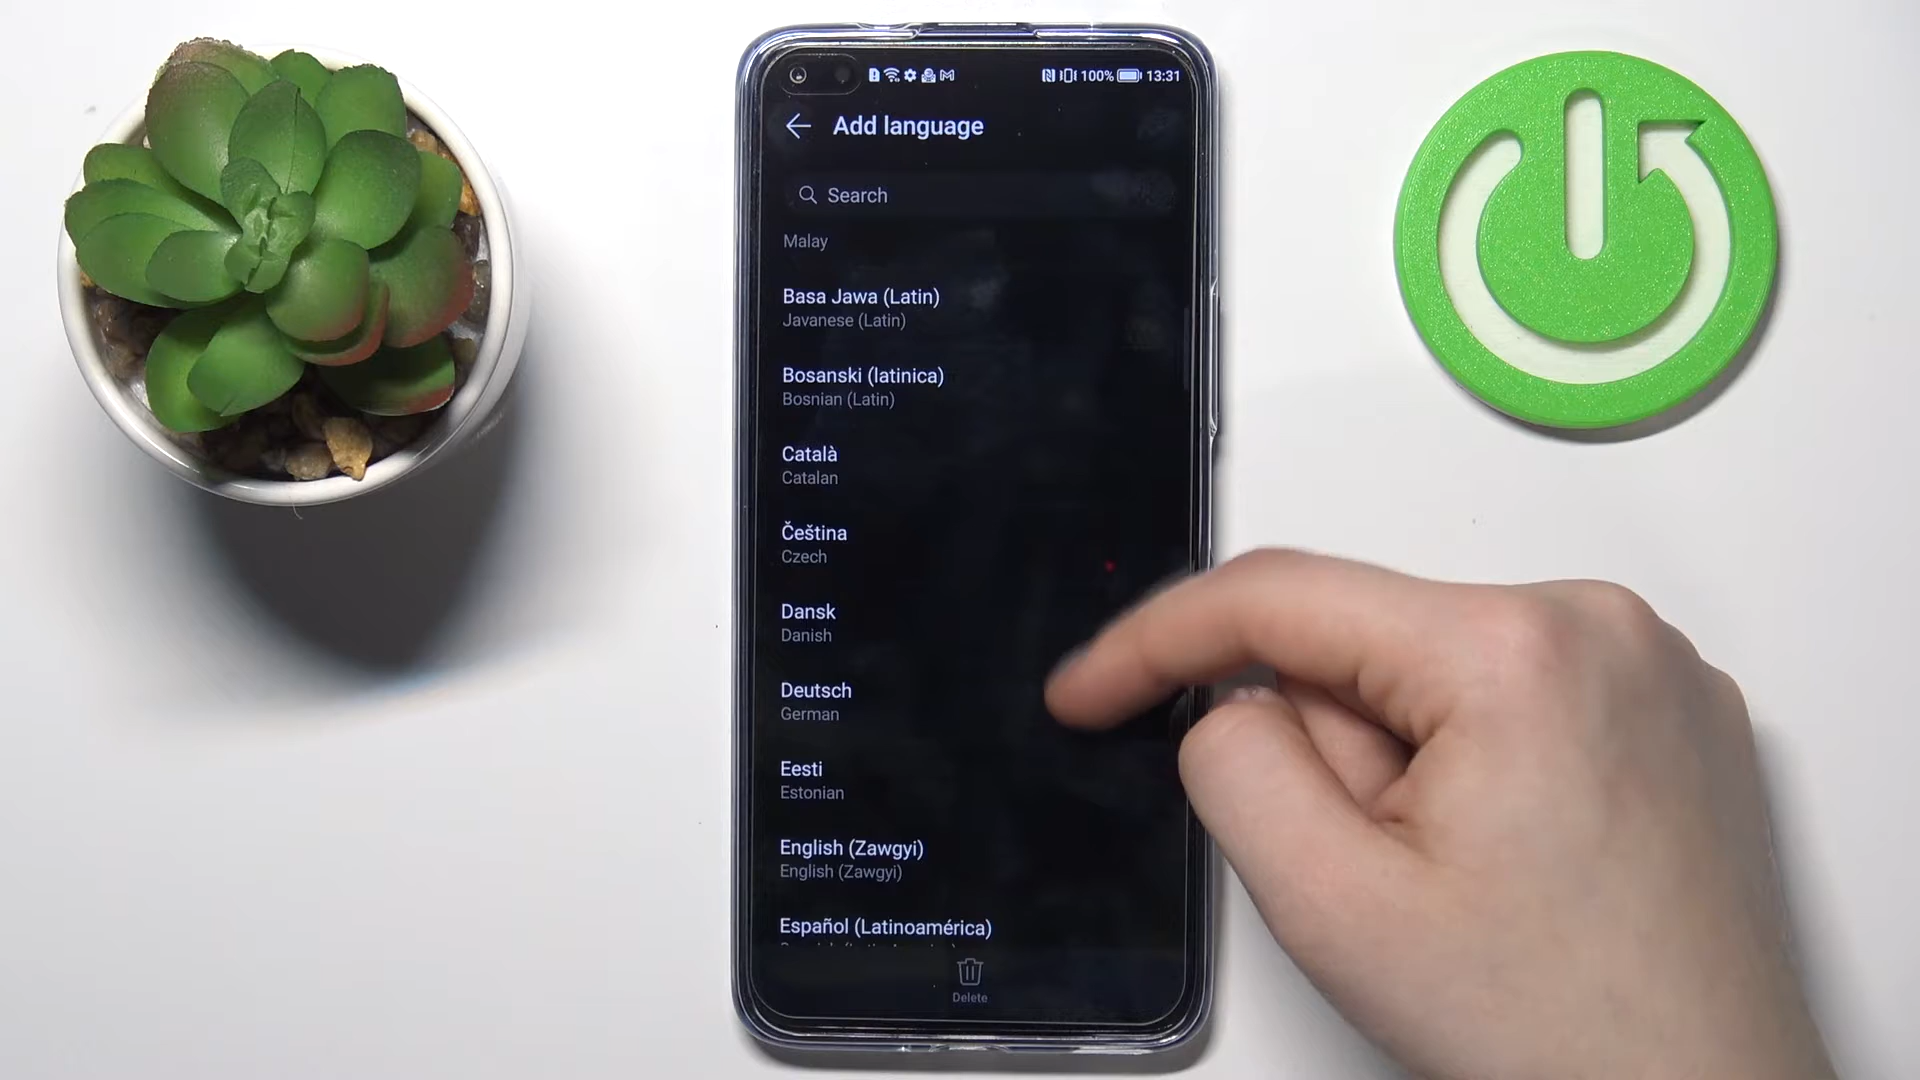 100% 13:31
Add language
Search
Malay
Basa Jawa (Latin)
Javanese (Latin)
Bosanski (latinica)
Bosnian (Latin)
Català
Catalan
Čeština
Czech
Dansk
Danish
Deutsch
German
Eesti
Estonian
English (Zawgyi)
English (Zawgyi)
Español (Latinoamérica)
Delete